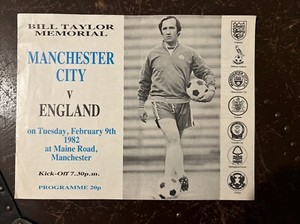 BILL TAYLOR
MEMORIAL
MANCHESTER
CITY
v
ENGLAND
on Tuesday, February 9th
1982
at Maine Road,
Manchester
Kick-Off 7.30p.m.
PROGRAMME 20p